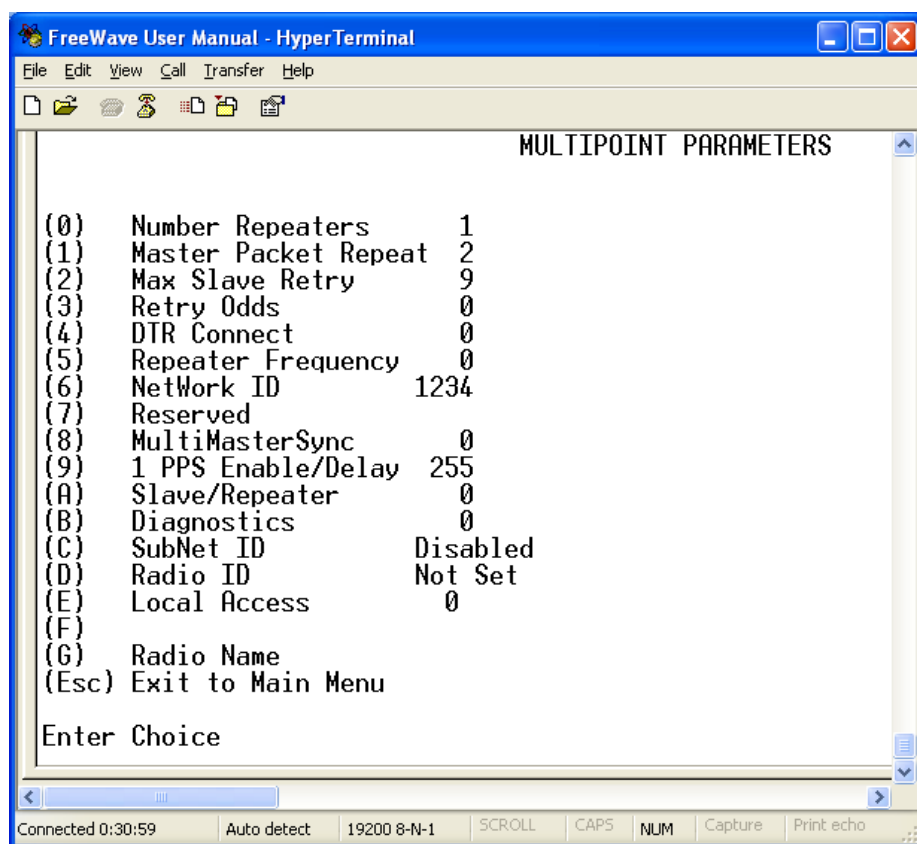 FreeWave User Manual - HyperTerminal
File Edit View Call Transfer Help
MULTIPOINT PARAMETERS
(0) Number Repeaters 1
(1) Master Packet Repeat 2
(2) Max Slave Retry 9
(3) Retry Odds 0
(4) DTR Connect 0
(5) Repeater Frequency 0
(6) NetWork ID 1234
(7) Reserved
(8) MultiMasterSync 0
(9) 1 PPS Enable/Delay 255
(A) Slave/Repeater 0
(B) Diagnostics 0
(C) SubNet ID Disabled
(D) Radio ID Not Set
(E) Local Access 0
(F)
(G) Radio Name
(Esc) Exit to Main Menu
Enter Choice
Connected 0:30:59 Auto detect 19200 8-N-1 SCROLL CAPS NUM Capture Print echo